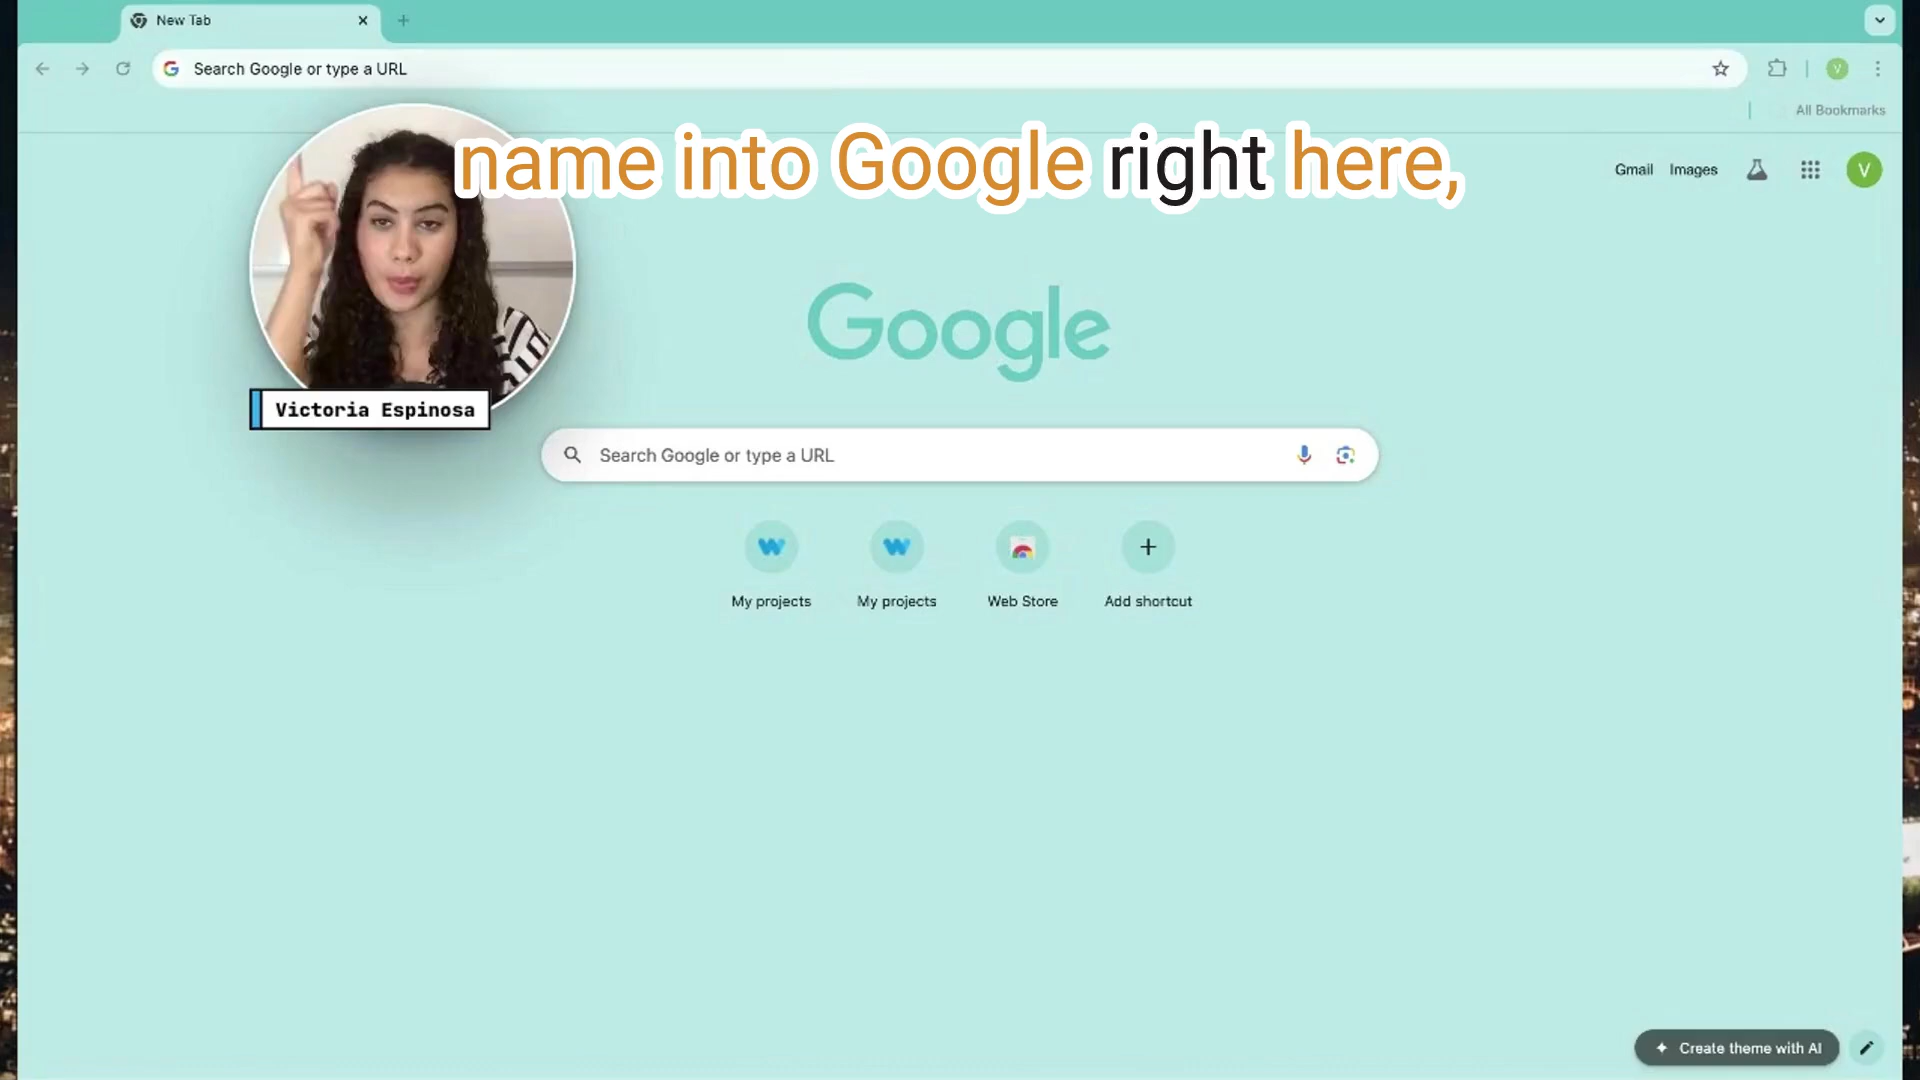 New Tab
Search Google or type a URL
All Bookmarks
name into Google right here,
Gmail Images V
Google
Victoria Espinosa
Search Google or type a URL
My projects My projects Web Store Add shortcut
Create theme with AI